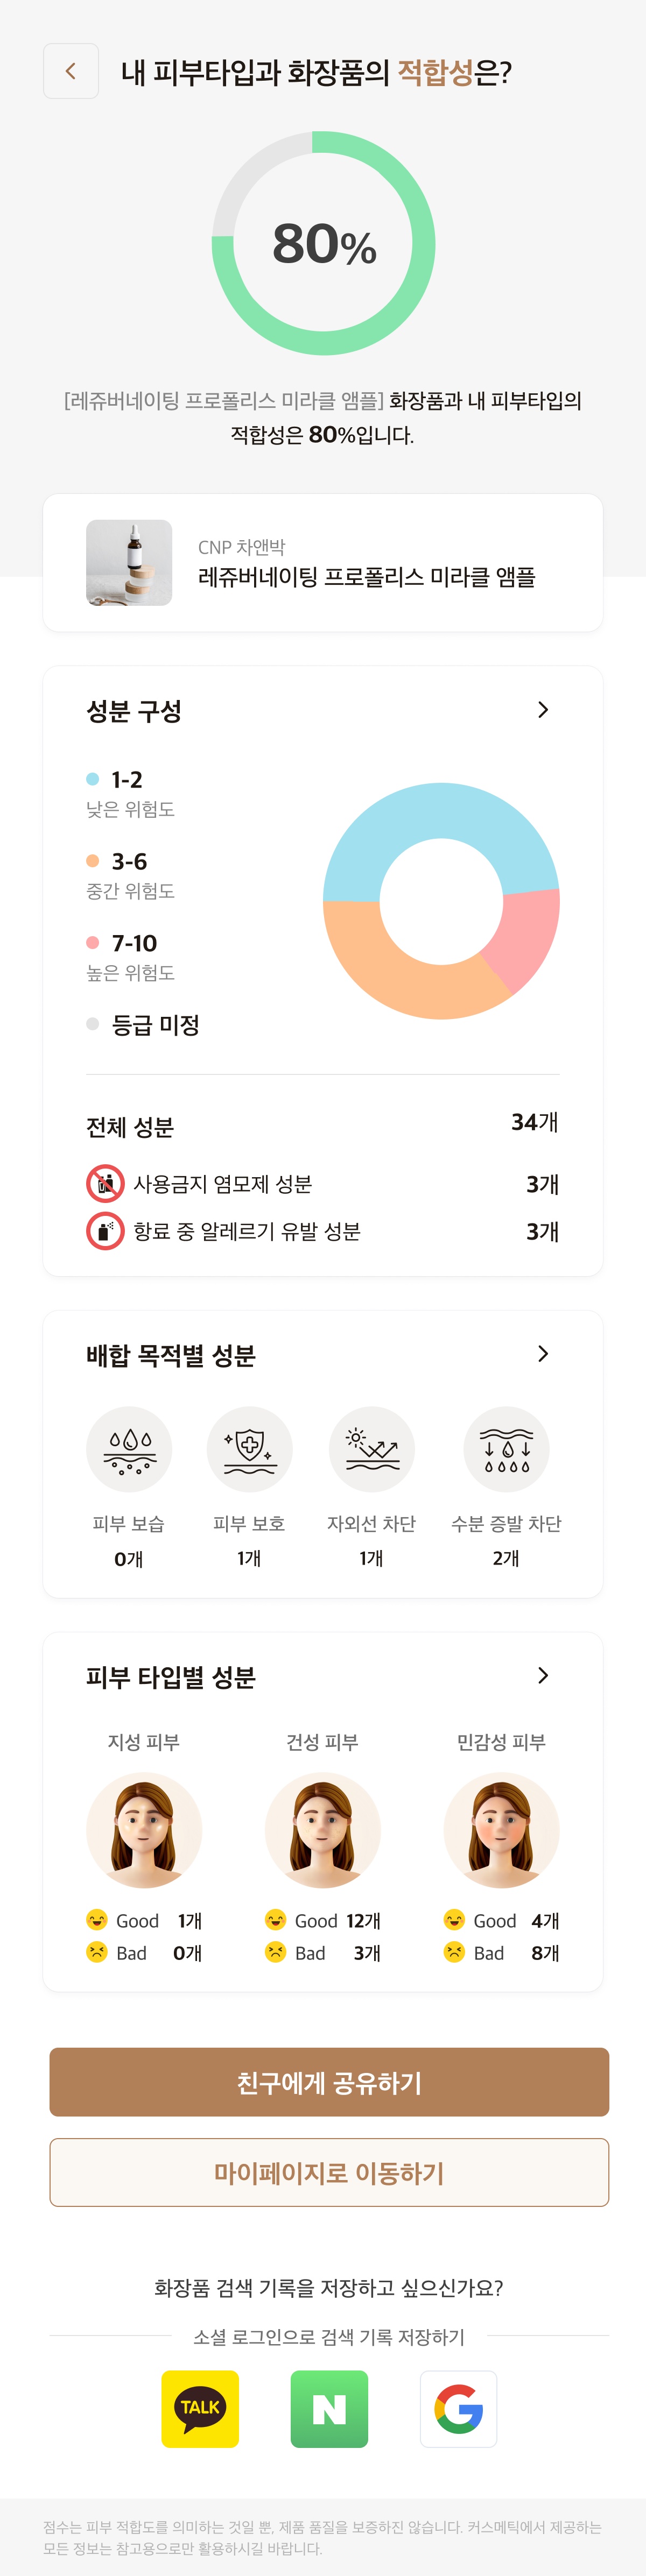 내 피부타입과 화장품의 적합성은?
80%
[레쥬버네이팅 프로폴리스 미라클 앰플] 화장품과 내 피부타입의
적합성은 80%입니다.
CNP 차앤박
레쥬버네이팅 프로폴리스 미라클 앰플
성분 구성
1-2
낮은 위험도
3-6
중간 위험도
7-10
높은 위험도
등급 미정
전체 성분 34개
사용금지 염모제 성분 3개
항료 중 알레르기 유발 성분 3개
배합 목적별 성분
피부 보습 피부 보호 자외선 차단 수분 증발 차단
0개 1개 1개 2개
피부 타입별 성분
지성 피부 건성 피부 민감성 피부
Good 1개 Good 12개 Good 4개
Bad 0개 Bad 3개 Bad 8개
친구에게 공유하기
마이페이지로 이동하기
화장품 검색 기록을 저장하고 싶으신가요?
소셜 로그인으로 검색 기록 저장하기
TALK N G
점수는 피부 적합도를 의미하는 것일 뿐, 제품 품질을 보증하진 않습니다. 커스메틱에서 제공하는
모든 정보는 참고용으로만 활용하시길 바랍니다.